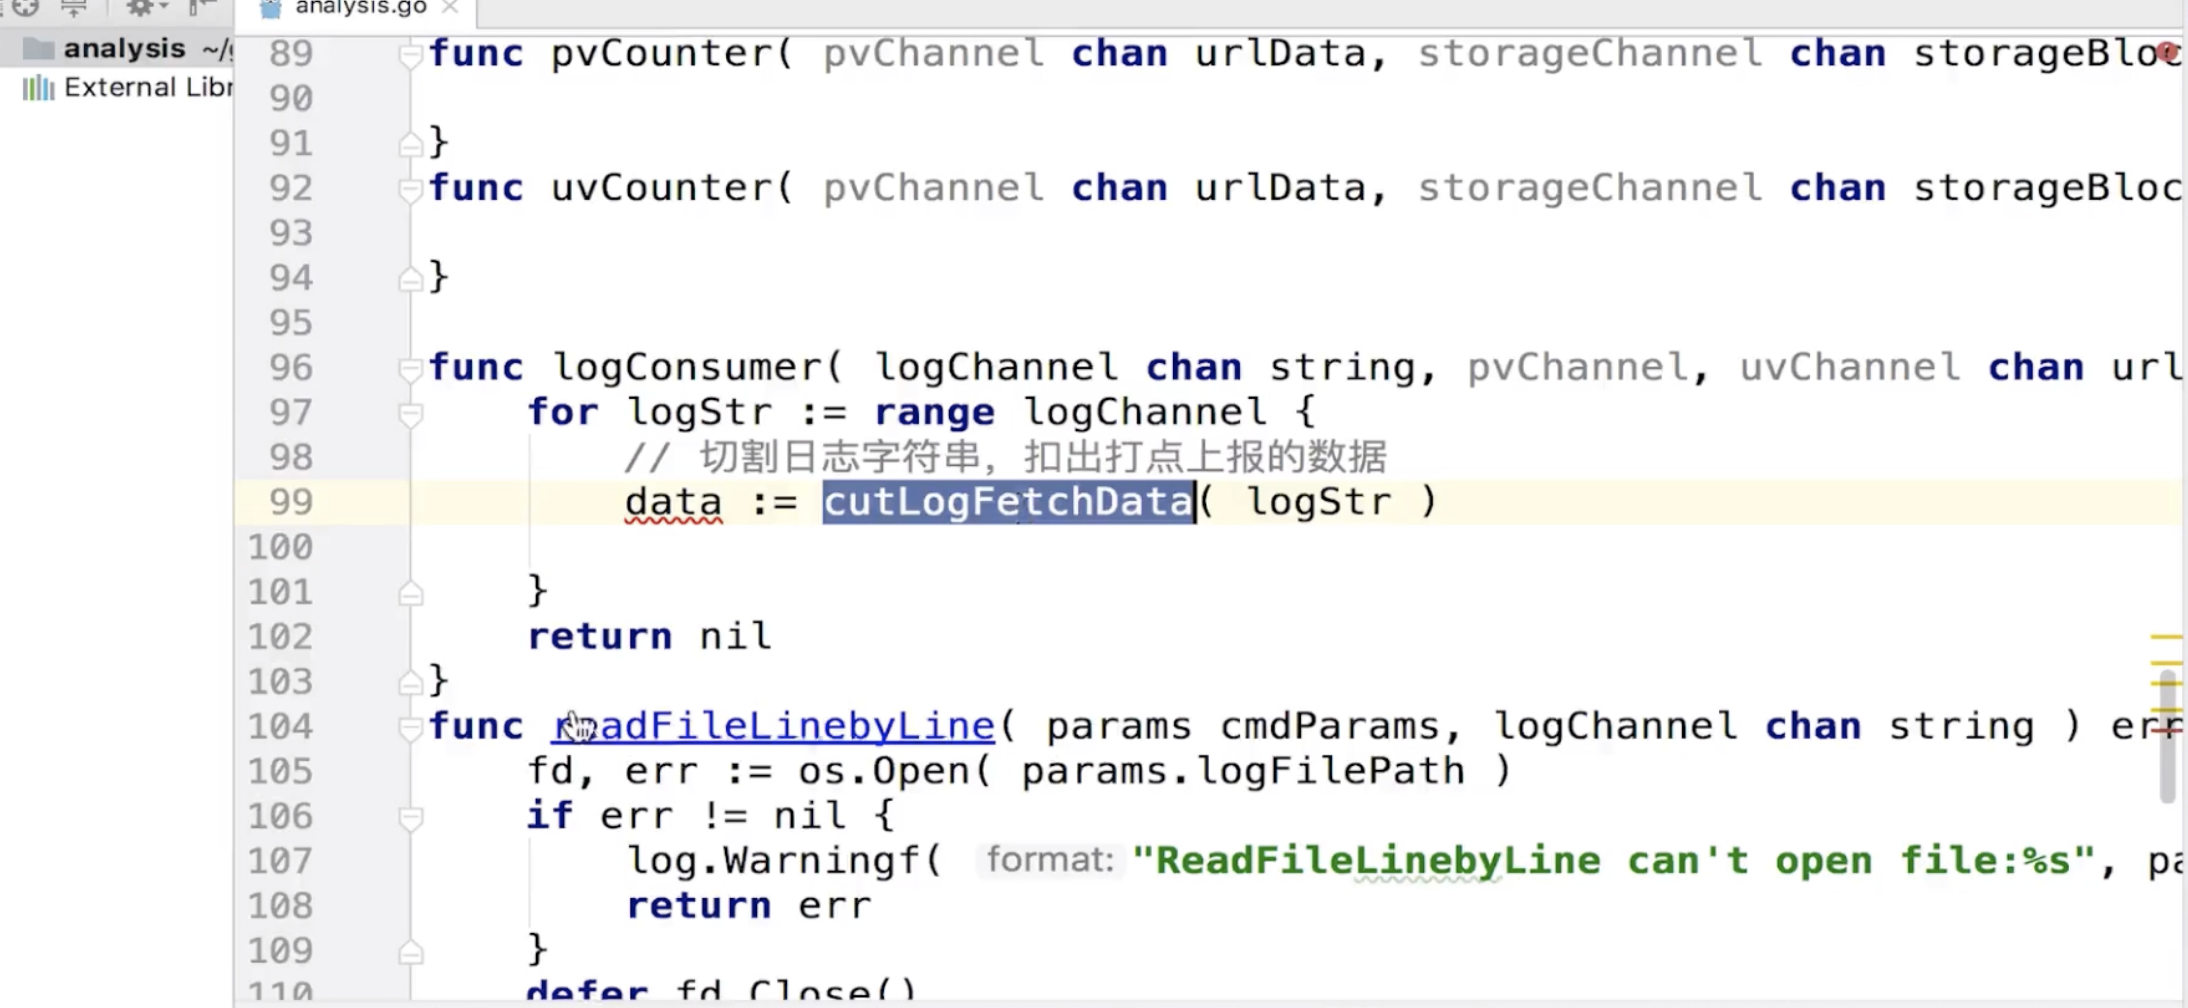 analysis.go
analysis ~/
External Libr
89 func pvCounter( pvChannel chan urlData, storageChannel chan storageBloc
90
91 }
92 func uvCounter( pvChannel chan urlData, storageChannel chan storageBloc
93
94 }
95
96 func logConsumer( logChannel chan string, pvChannel, uvChannel chan url
97 for logStr := range logChannel {
98 // 切割日志字符串，扣出打点上报的数据
99 data := cutLogFetchData( logStr )
100
101 }
102 return nil
103 }
104 func readFileLinebyLine( params cmdParams, logChannel chan string ) err
105 fd, err := os.Open( params.logFilePath )
106 if err != nil {
107 log.Warningf( format: "ReadFileLinebyLine can't open file:%s", pa
108 return err
109 }
110 defer fd.Close()